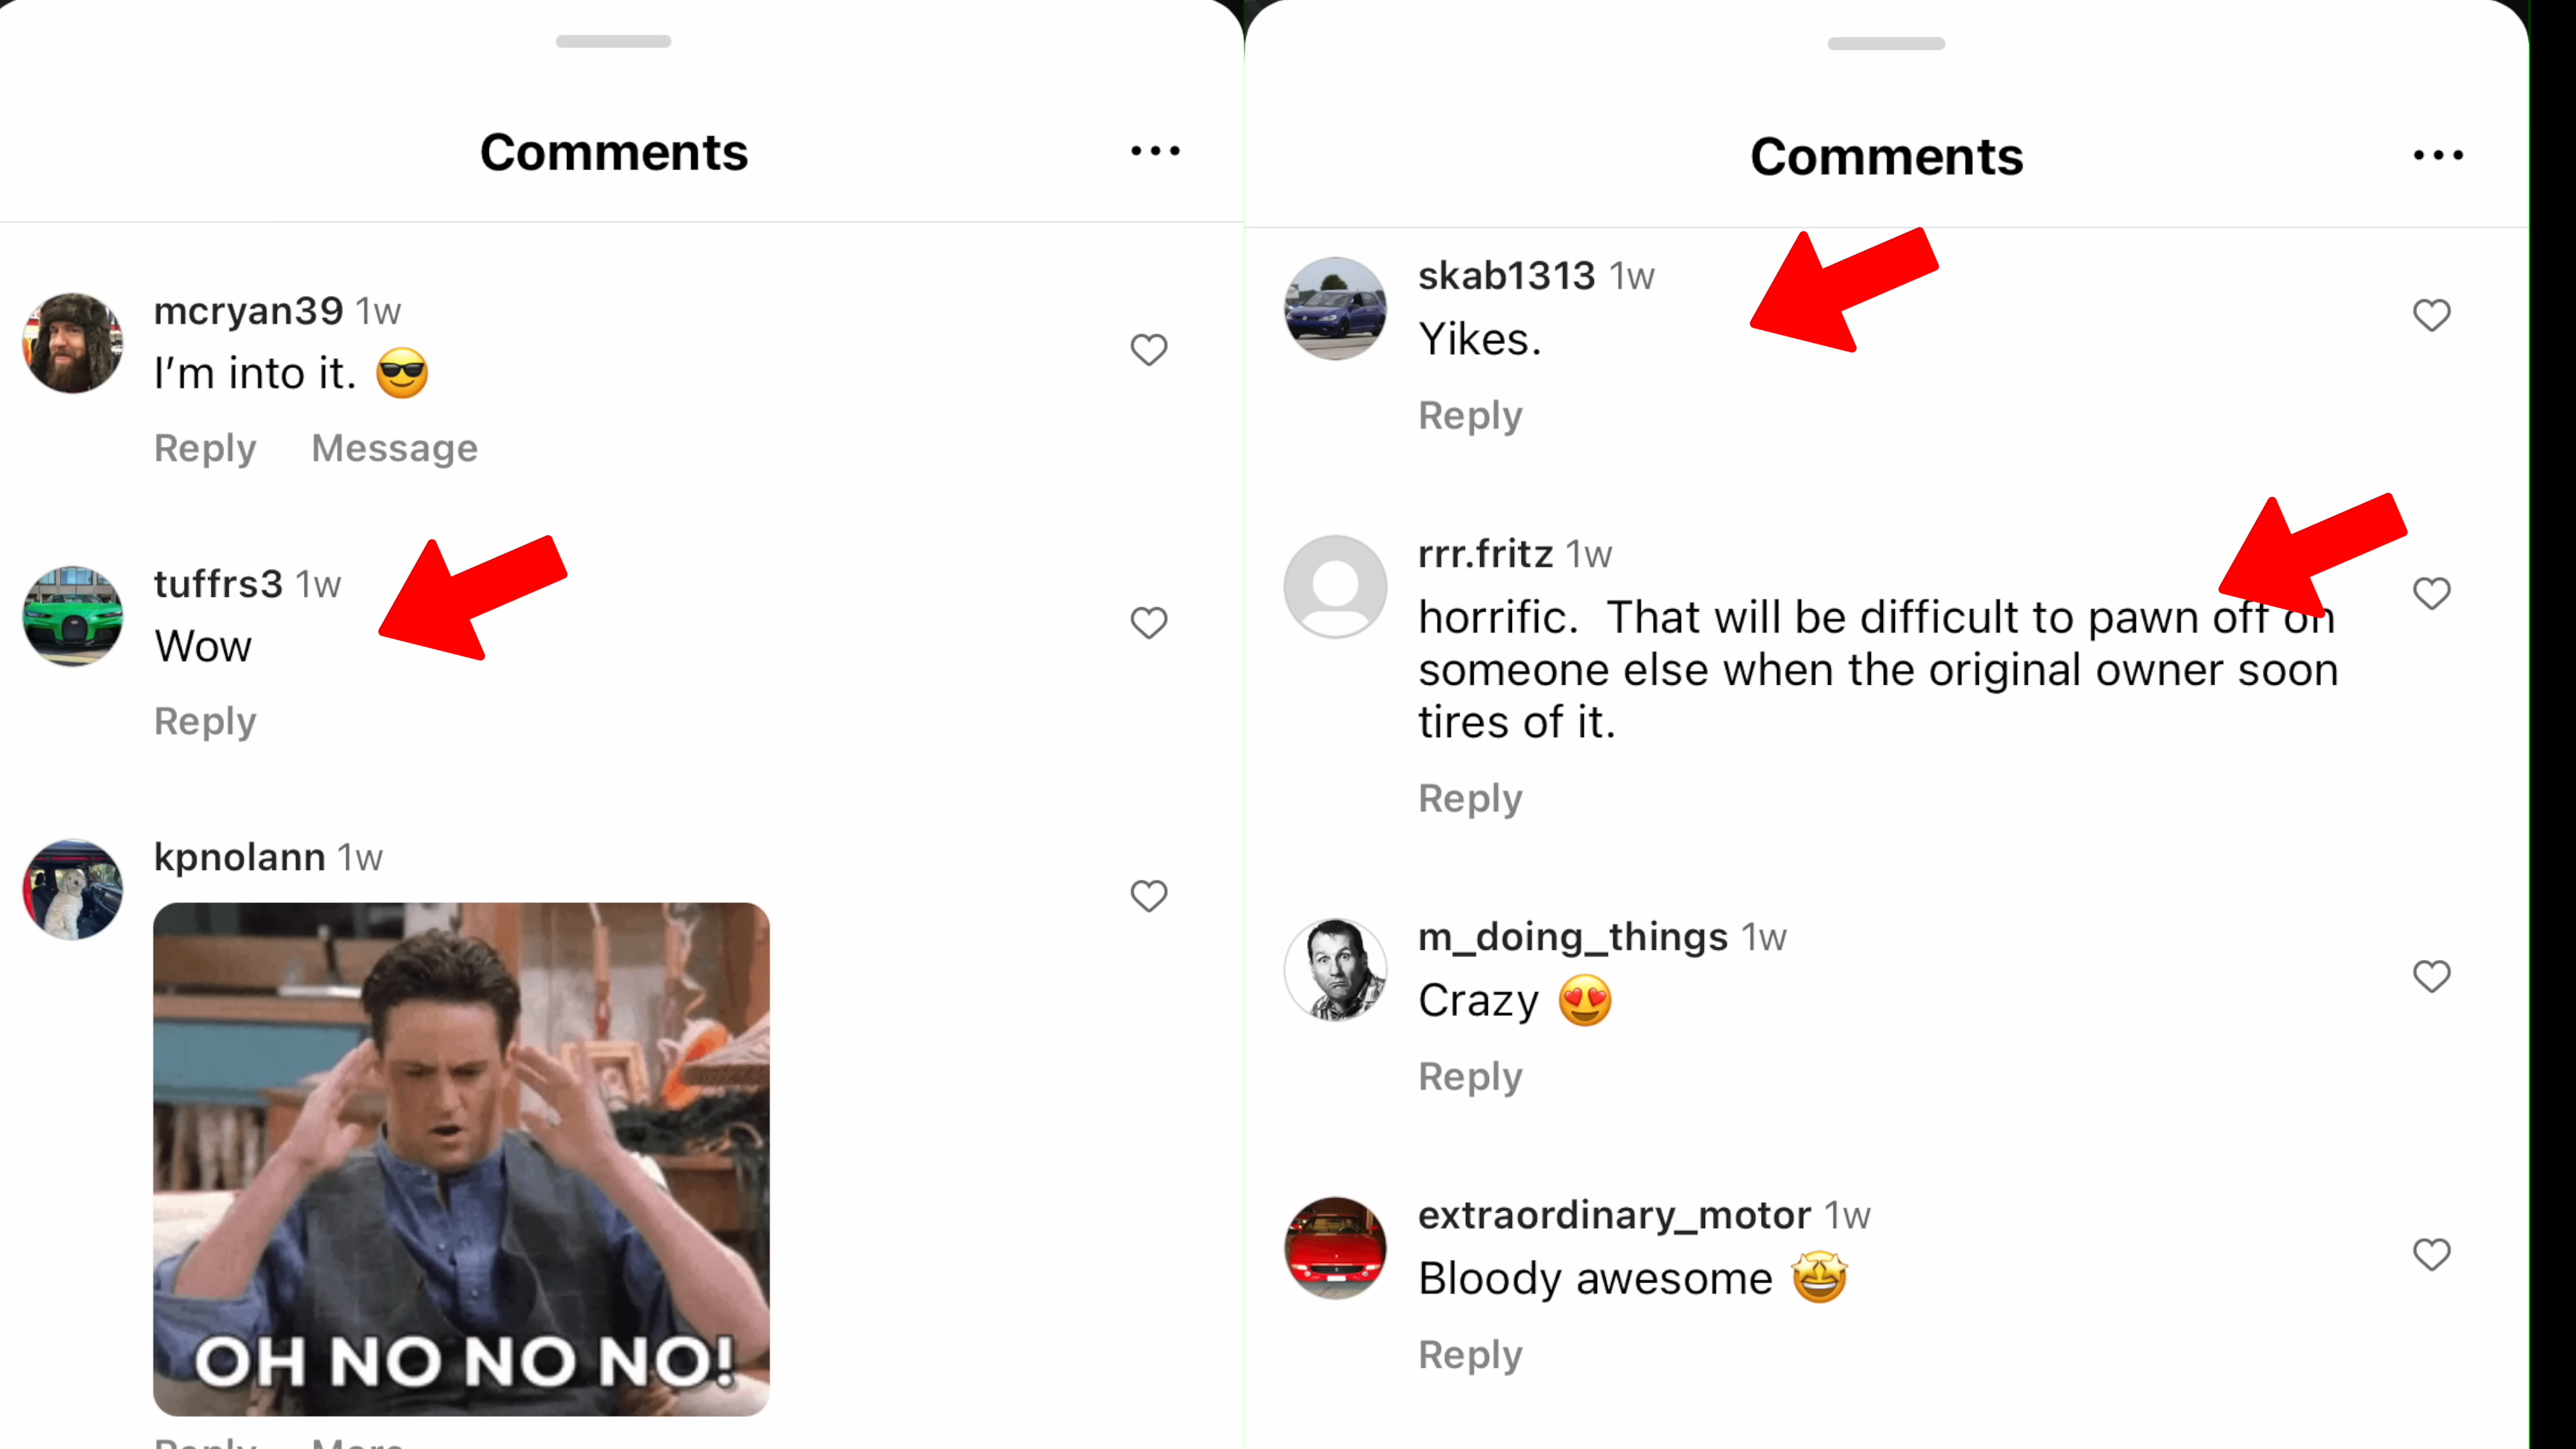 Comments
mcryan39 1w
I'm into it. 😎
Reply Message
tuffrs3 1w
Wow
Reply
kpnolann 1w
OH NO NO NO!
Reply More
Comments
skab1313 1w
Yikes.
Reply
rrr.fritz 1w
horrific.  That will be difficult to pawn off on
someone else when the original owner soon
tires of it.
Reply
m_doing_things 1w
Crazy 😍
Reply
extraordinary_motor 1w
Bloody awesome 🤩
Reply